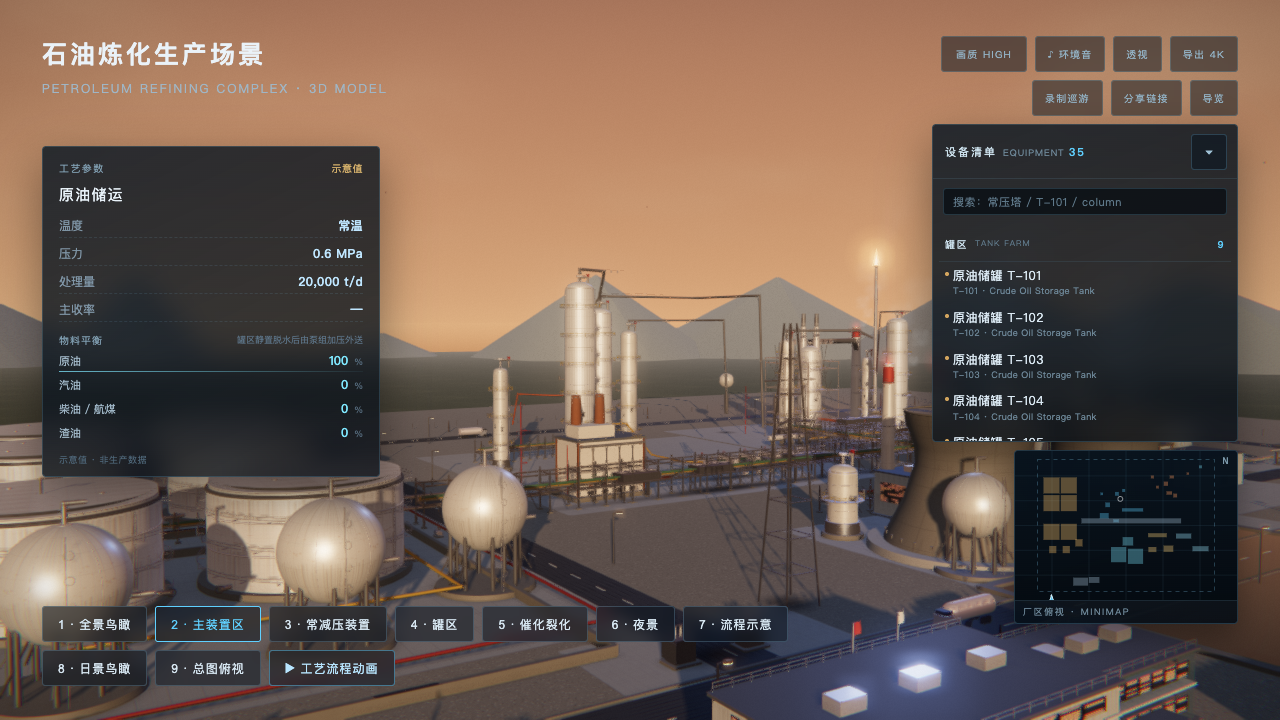 石油炼化生产场景
PETROLEUM REFINING COMPLEX · 3D MODEL
画质 HIGH
♪ 环境音
透视
导出 4K
录制巡游
分享链接
导览
工艺参数
示意值
原油储运
温度 常温
压力 0.6 MPa
处理量 20,000 t/d
主收率 —
物料平衡 罐区静置脱水后由泵组加压外送
原油 100 %
汽油 0 %
柴油 / 航煤 0 %
渣油 0 %
示意值 · 非生产数据
设备清单 EQUIPMENT 35
搜索: 常压塔 / T-101 / column
罐区 TANK FARM 9
原油储罐 T-101
T-101 · Crude Oil Storage Tank
原油储罐 T-102
T-102 · Crude Oil Storage Tank
原油储罐 T-103
T-103 · Crude Oil Storage Tank
原油储罐 T-104
T-104 · Crude Oil Storage Tank
原油储罐 T-105
N
厂区俯视 · MINIMAP
1 · 全景鸟瞰
2 · 主装置区
3 · 常减压装置
4 · 罐区
5 · 催化裂化
6 · 夜景
7 · 流程示意
8 · 日景鸟瞰
9 · 总图俯视
▶ 工艺流程动画